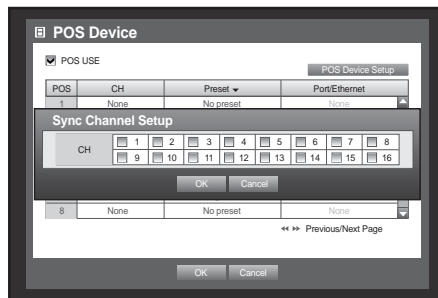 POS Device
POS USE
POS Device Setup
POS CH Preset Port/Ethernet
1 None No preset None
Sync Channel Setup
CH 1 2 3 4 5 6 7 8
9 10 11 12 13 14 15 16
OK Cancel
8 None No preset None
Previous/Next Page
OK Cancel